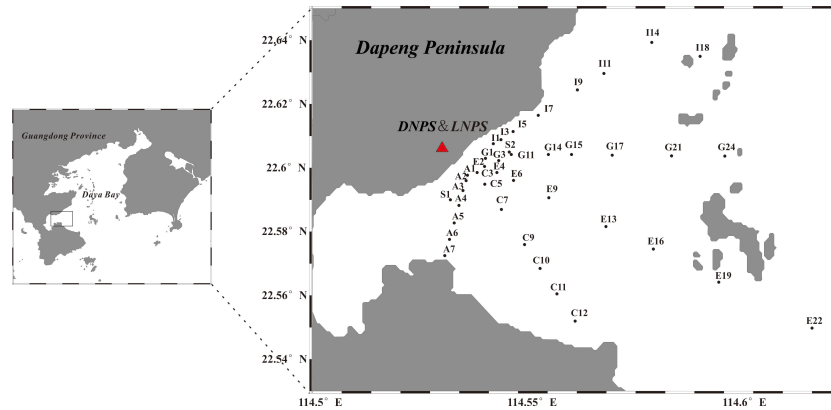 Guangdong Province
Daya Bay
22.64° N
22.62° N
22.6° N
22.58° N
22.56° N
22.54° N
114.5° E
114.55° E
114.6° E
Dapeng Peninsula
DNPS & LNPS
I14
I18
I11
I9
I7
I5
I3
I1
S2
G1
G3
G11
G14
G15
G17
G21
G24
E2
E4
E6
A1
A2
C3
C5
A3
S1
A4
E9
C7
A5
E13
A6
C9
E16
A7
C10
E19
C11
C12
E22